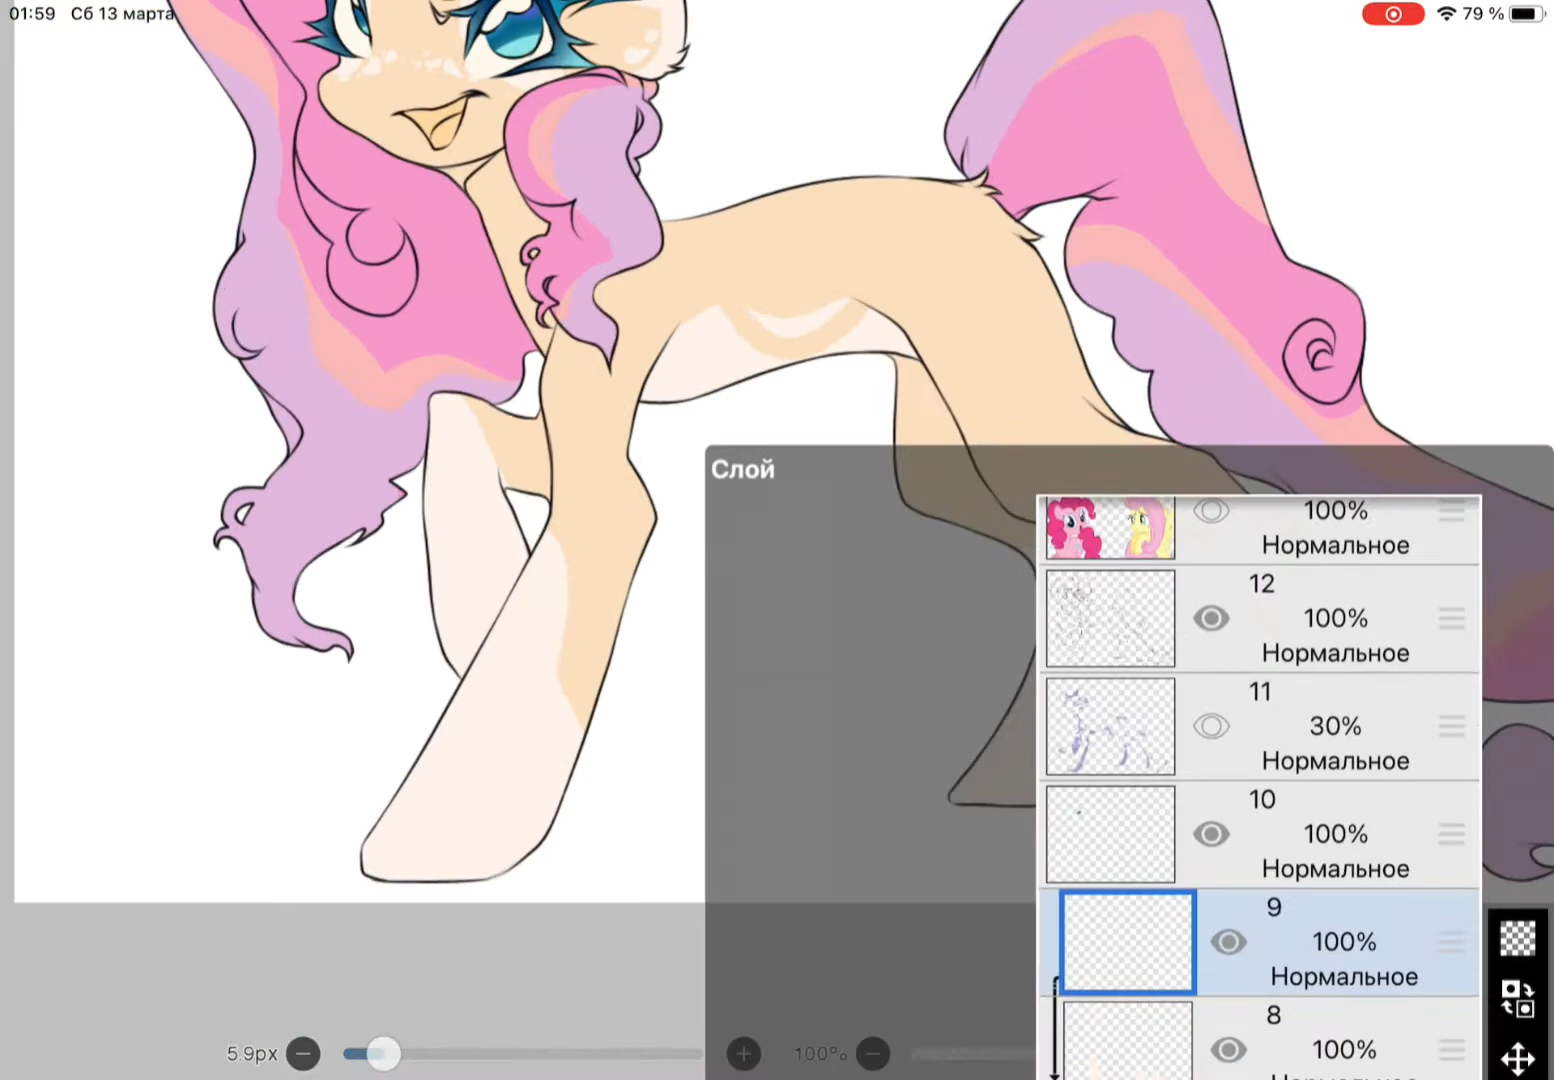 01:59 Сб 13 марта
79 %
Слой
100%
Нормальное
12
100%
Нормальное
11
30%
Нормальное
10
100%
Нормальное
9
100%
Нормальное
8
100%
5.9px
100%